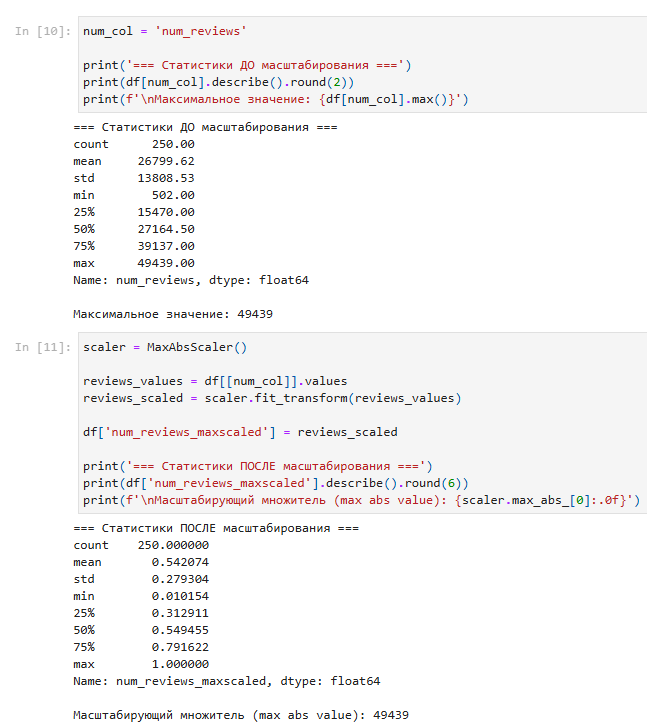 In [10]: num_col = 'num_reviews'
print('=== Статистики ДО масштабирования ===')
print(df[num_col].describe().round(2))
print(f'\nМаксимальное значение: {df[num_col].max()}')
=== Статистики ДО масштабирования ===
count 250.00
mean 26799.62
std 13808.53
min 502.00
25% 15470.00
50% 27164.50
75% 39137.00
max 49439.00
Name: num_reviews, dtype: float64
Максимальное значение: 49439
In [11]: scaler = MaxAbsScaler()
reviews_values = df[[num_col]].values
reviews_scaled = scaler.fit_transform(reviews_values)
df['num_reviews_maxscaled'] = reviews_scaled
print('=== Статистики ПОСЛЕ масштабирования ===')
print(df['num_reviews_maxscaled'].describe().round(6))
print(f'\nМасштабирующий множитель (max abs value): {scaler.max_abs_[0]:.0f}')
=== Статистики ПОСЛЕ масштабирования ===
count 250.000000
mean 0.542074
std 0.279304
min 0.010154
25% 0.312911
50% 0.549455
75% 0.791622
max 1.000000
Name: num_reviews_maxscaled, dtype: float64
Масштабирующий множитель (max abs value): 49439